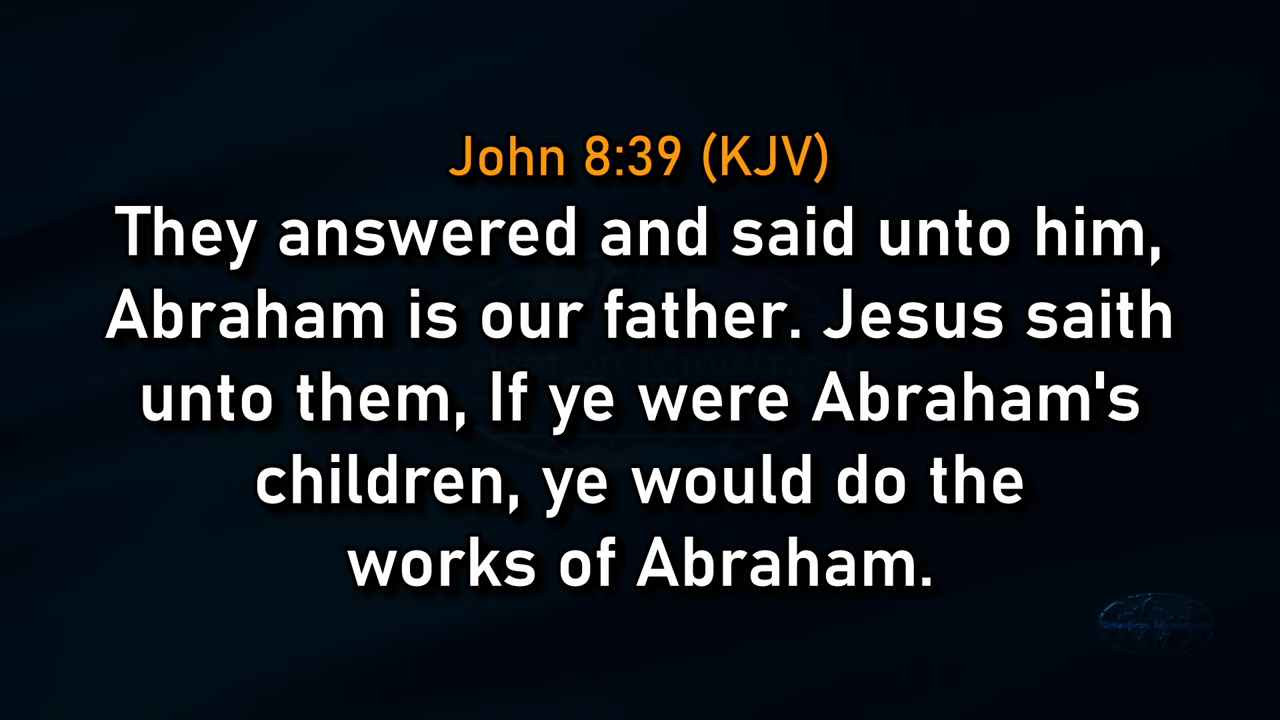 John 8:39 (KJV)
They answered and said unto him,
Abraham is our father. Jesus saith
unto them, If ye were Abraham's
children, ye would do the
works of Abraham.